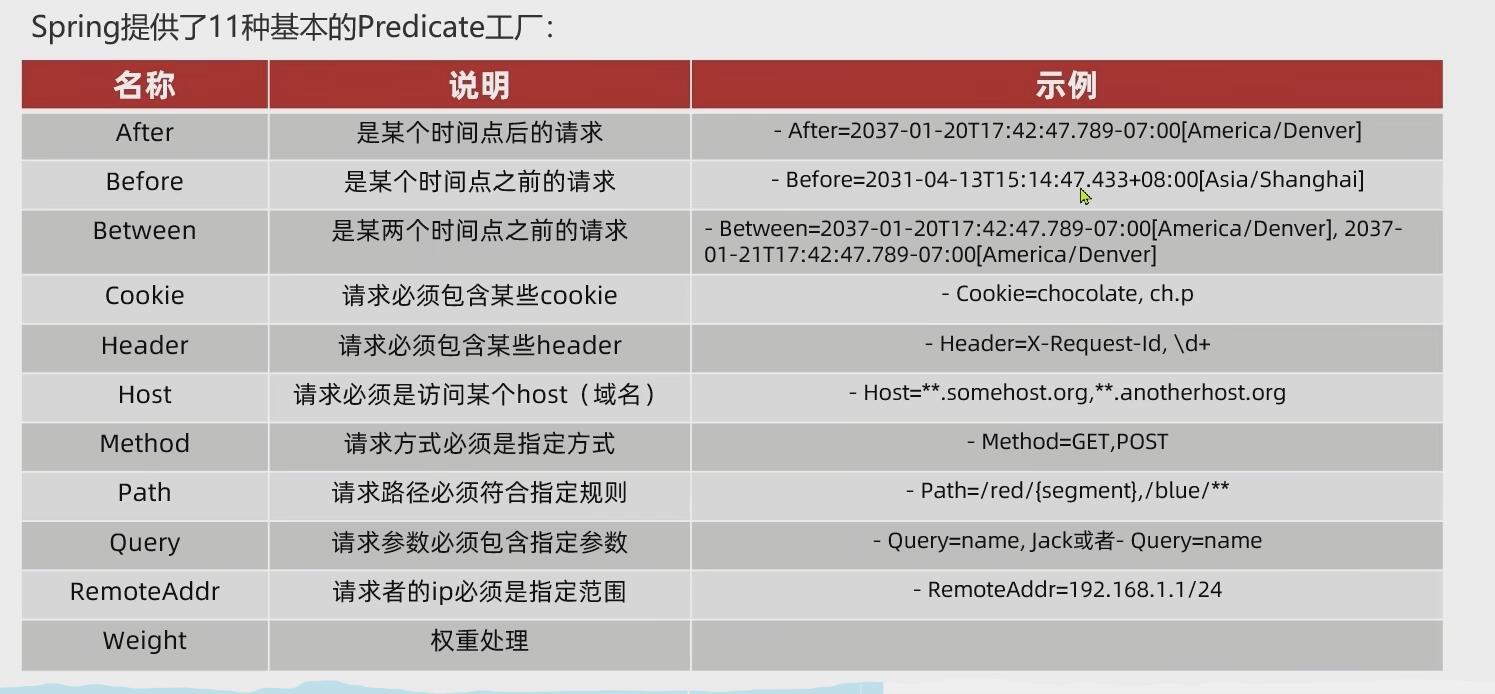 Spring提供了11种基本的Predicate工厂：
名称 说明 示例
After 是某个时间点后的请求 - After=2037-01-20T17:42:47.789-07:00[America/Denver]
Before 是某个时间点之前的请求 - Before=2031-04-13T15:14:47.433+08:00[Asia/Shanghai]
Between 是某两个时间点之前的请求 - Between=2037-01-20T17:42:47.789-07:00[America/Denver], 2037-
01-21T17:42:47.789-07:00[America/Denver]
Cookie 请求必须包含某些cookie - Cookie=chocolate, ch.p
Header 请求必须包含某些header - Header=X-Request-Id, \d+
Host 请求必须是访问某个host（域名） - Host=**.somehost.org,**.anotherhost.org
Method 请求方式必须是指定方式 - Method=GET,POST
Path 请求路径必须符合指定规则 - Path=/red/{segment},/blue/**
Query 请求参数必须包含指定参数 - Query=name, Jack或者- Query=name
RemoteAddr 请求者的ip必须是指定范围 - RemoteAddr=192.168.1.1/24
Weight 权重处理